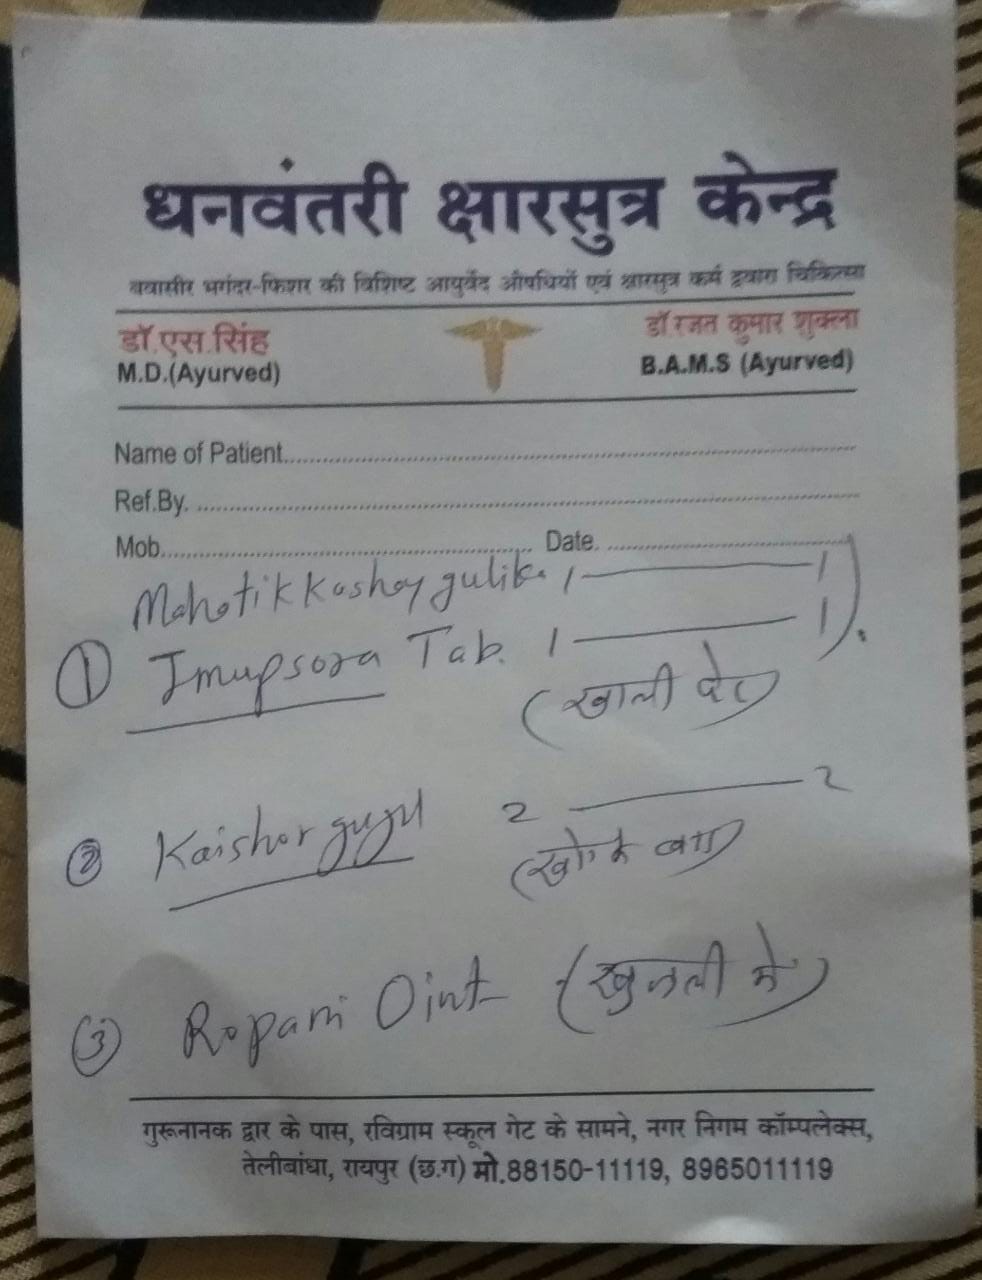 धनवंतरी क्षारसुत्र केन्द्र
बवासीर भगंदर-फिशर की विशिष्ट आयुर्वेद औषधियों एवं क्षारसुत्र कर्म द्वारा चिकित्सा
डॉ.एस.सिंह
M.D.(Ayurved)
डॉ रजत कुमार शुक्ला
B.A.M.S (Ayurved)
Name of Patient
Ref.By.
Mob. Date.
Mahatik Kashay gulika 1 — 1
① Imupsora Tab. 1 — 1
(खाली पेट)
② Kaishor gugul 2 — 2
(खाने के बाद)
③ Ropani Oint (खुजली में)
गुरूनानक द्वार के पास, रविग्राम स्कूल गेट के सामने, नगर निगम कॉम्पलेक्स,
तेलीबांधा, रायपुर (छ.ग) मो.88150-11119, 8965011119